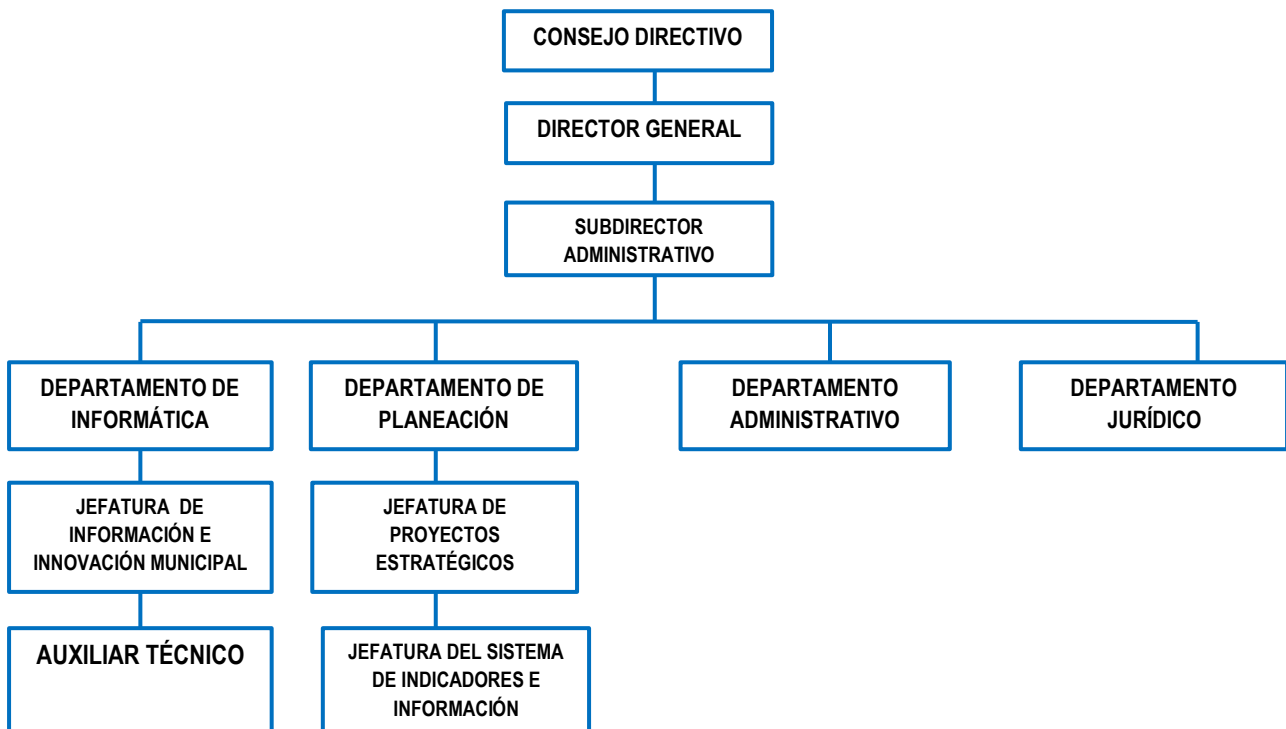 CONSEJO DIRECTIVO
DIRECTOR GENERAL
SUBDIRECTOR
ADMINISTRATIVO
DEPARTAMENTO DE
INFORMÁTICA
DEPARTAMENTO DE
PLANEACIÓN
DEPARTAMENTO
ADMINISTRATIVO
DEPARTAMENTO
JURÍDICO
JEFATURA DE
INFORMACIÓN E
INNOVACIÓN MUNICIPAL
JEFATURA DE
PROYECTOS
ESTRATÉGICOS
AUXILIAR TÉCNICO
JEFATURA DEL SISTEMA
DE INDICADORES E
INFORMACIÓN